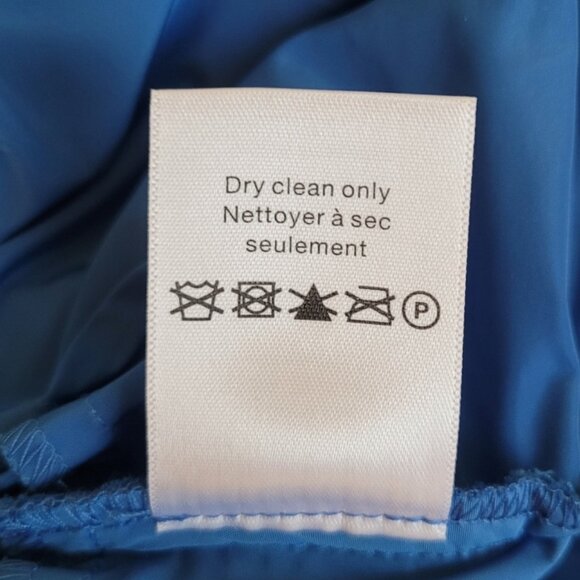 Dry clean only
Nettoyer à sec
seulement
P